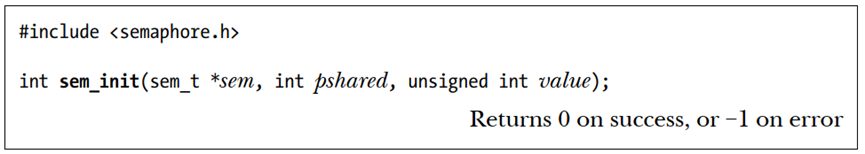 #include <semaphore.h>
int sem_init(sem_t *sem, int pshared, unsigned int value);
Returns 0 on success, or −1 on error